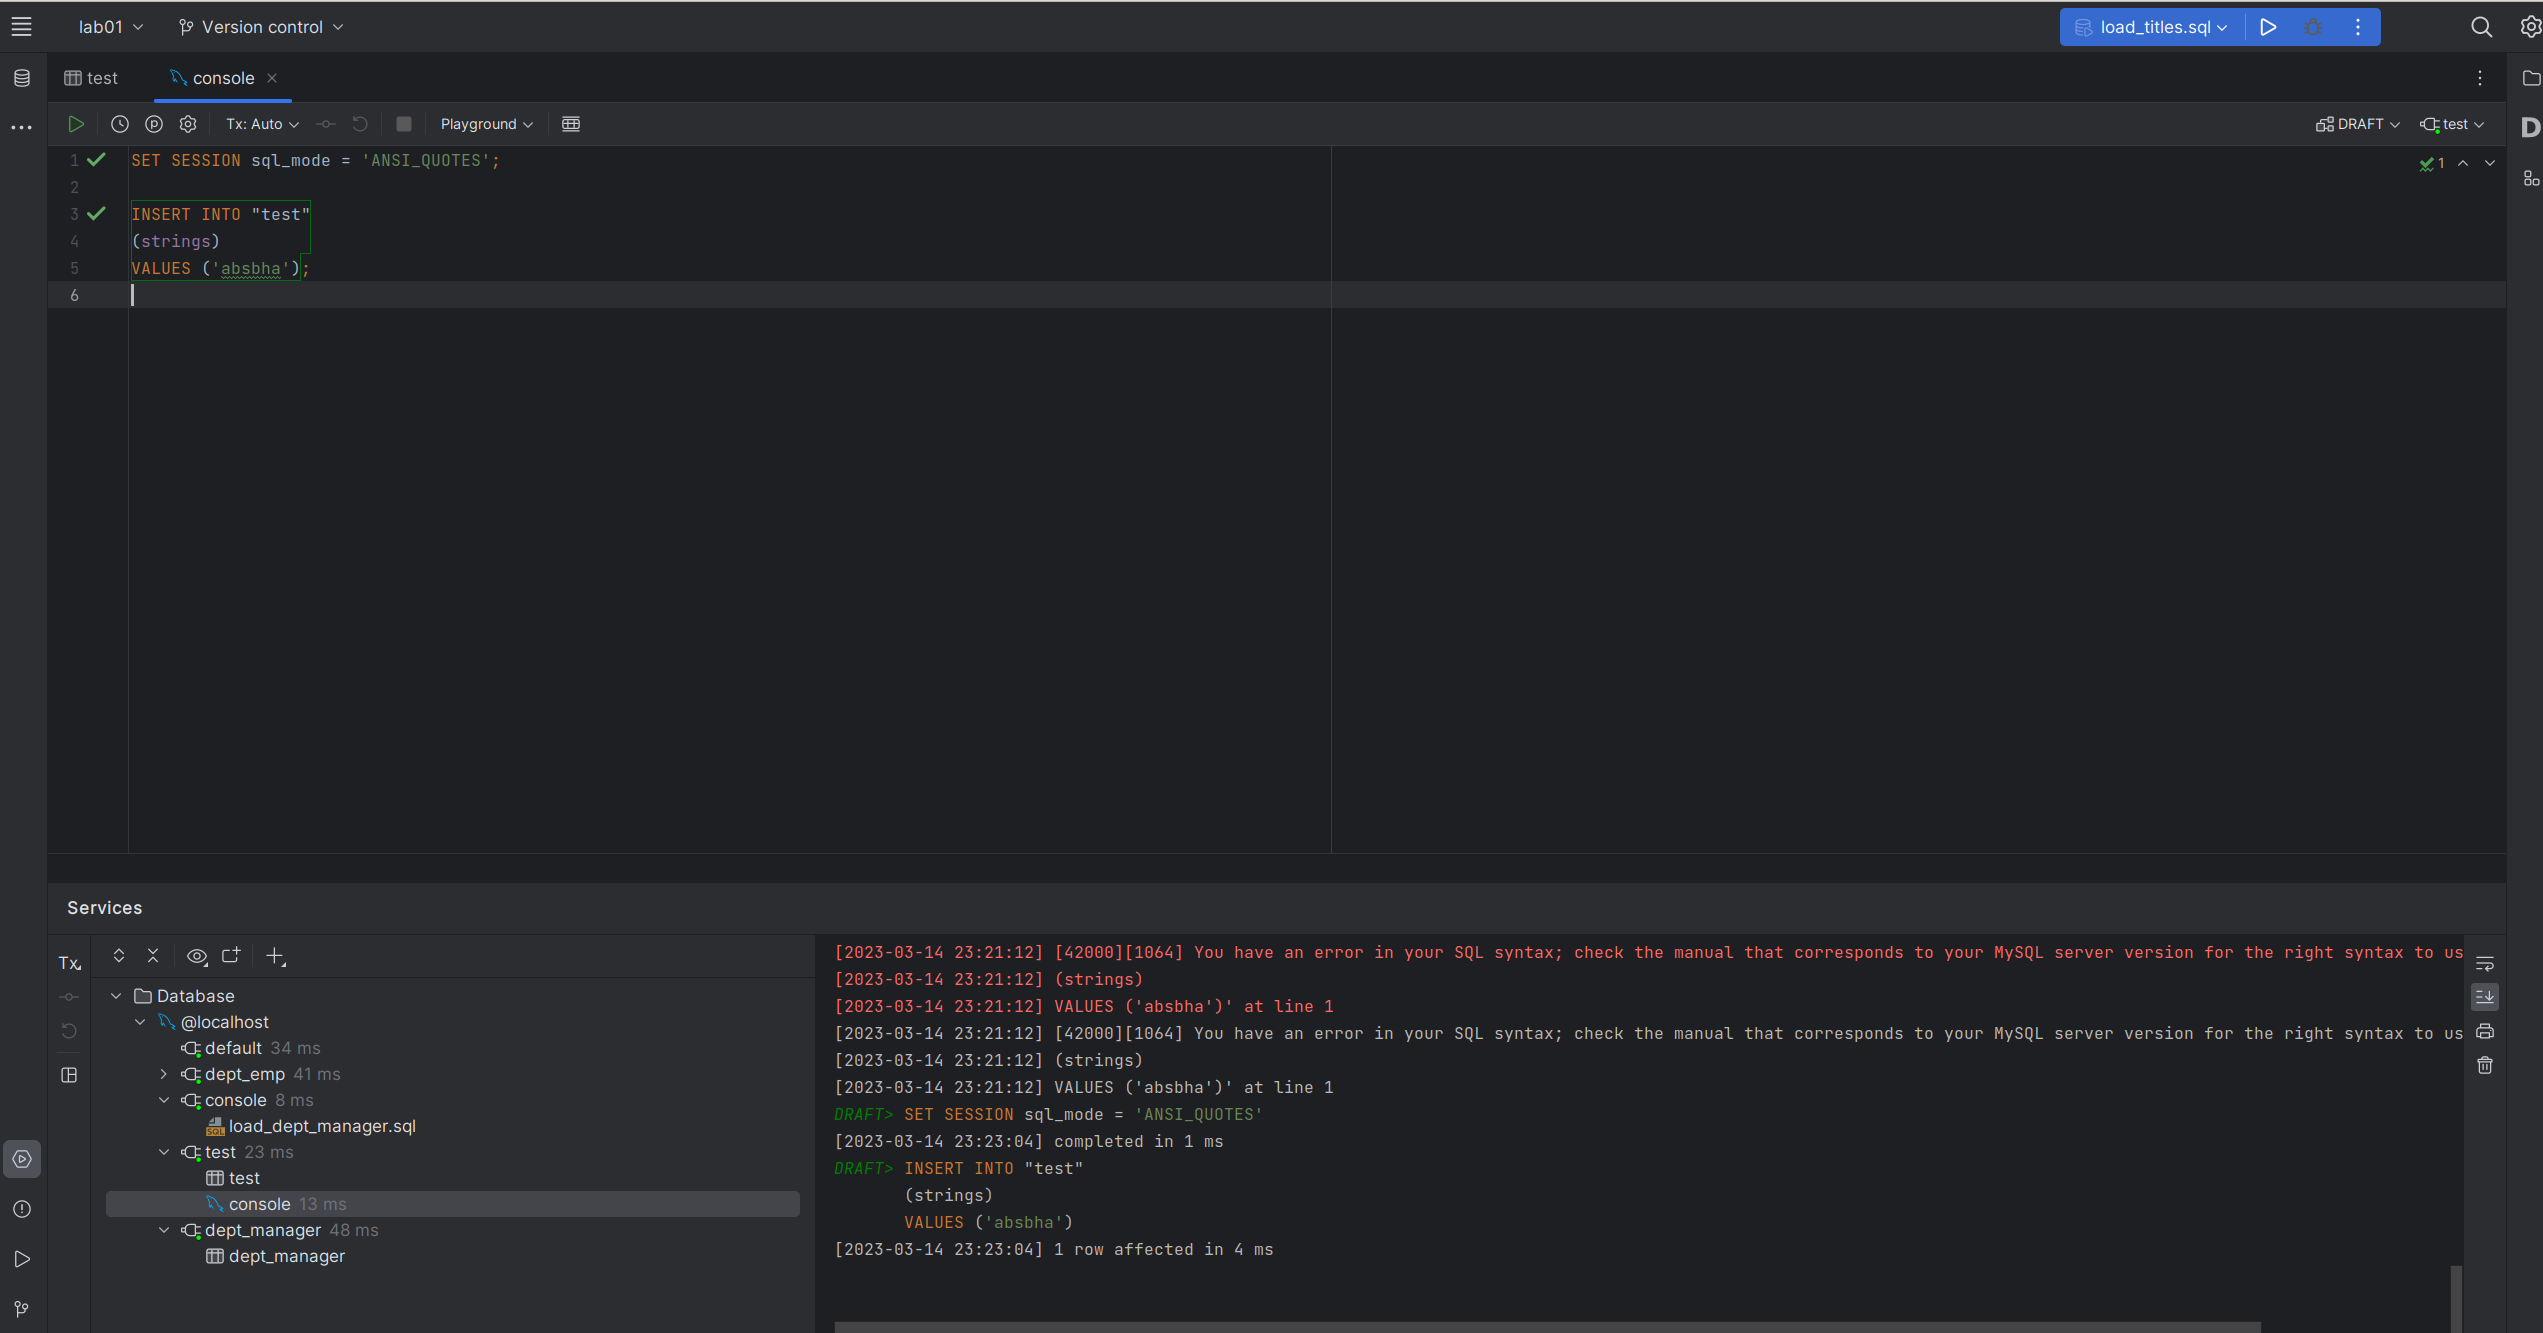 lab01
Version control
load_titles.sql
test
console
Tx: Auto
Playground
DRAFT
test
1 SET SESSION sql_mode = 'ANSI_QUOTES';
1
2
3 INSERT INTO "test"
4 (strings)
5 VALUES ('absbha');
6
Services
Tx
Database
@localhost
default 34 ms
dept_emp 41 ms
console 8 ms
load_dept_manager.sql
test 23 ms
test
console 13 ms
dept_manager 48 ms
dept_manager
[2023-03-14 23:21:12] [42000][1064] You have an error in your SQL syntax; check the manual that corresponds to your MySQL server version for the right syntax to us
[2023-03-14 23:21:12] (strings)
[2023-03-14 23:21:12] VALUES ('absbha')' at line 1
[2023-03-14 23:21:12] [42000][1064] You have an error in your SQL syntax; check the manual that corresponds to your MySQL server version for the right syntax to us
[2023-03-14 23:21:12] (strings)
[2023-03-14 23:21:12] VALUES ('absbha')' at line 1
DRAFT> SET SESSION sql_mode = 'ANSI_QUOTES'
[2023-03-14 23:23:04] completed in 1 ms
DRAFT> INSERT INTO "test"
(strings)
VALUES ('absbha')
[2023-03-14 23:23:04] 1 row affected in 4 ms
D